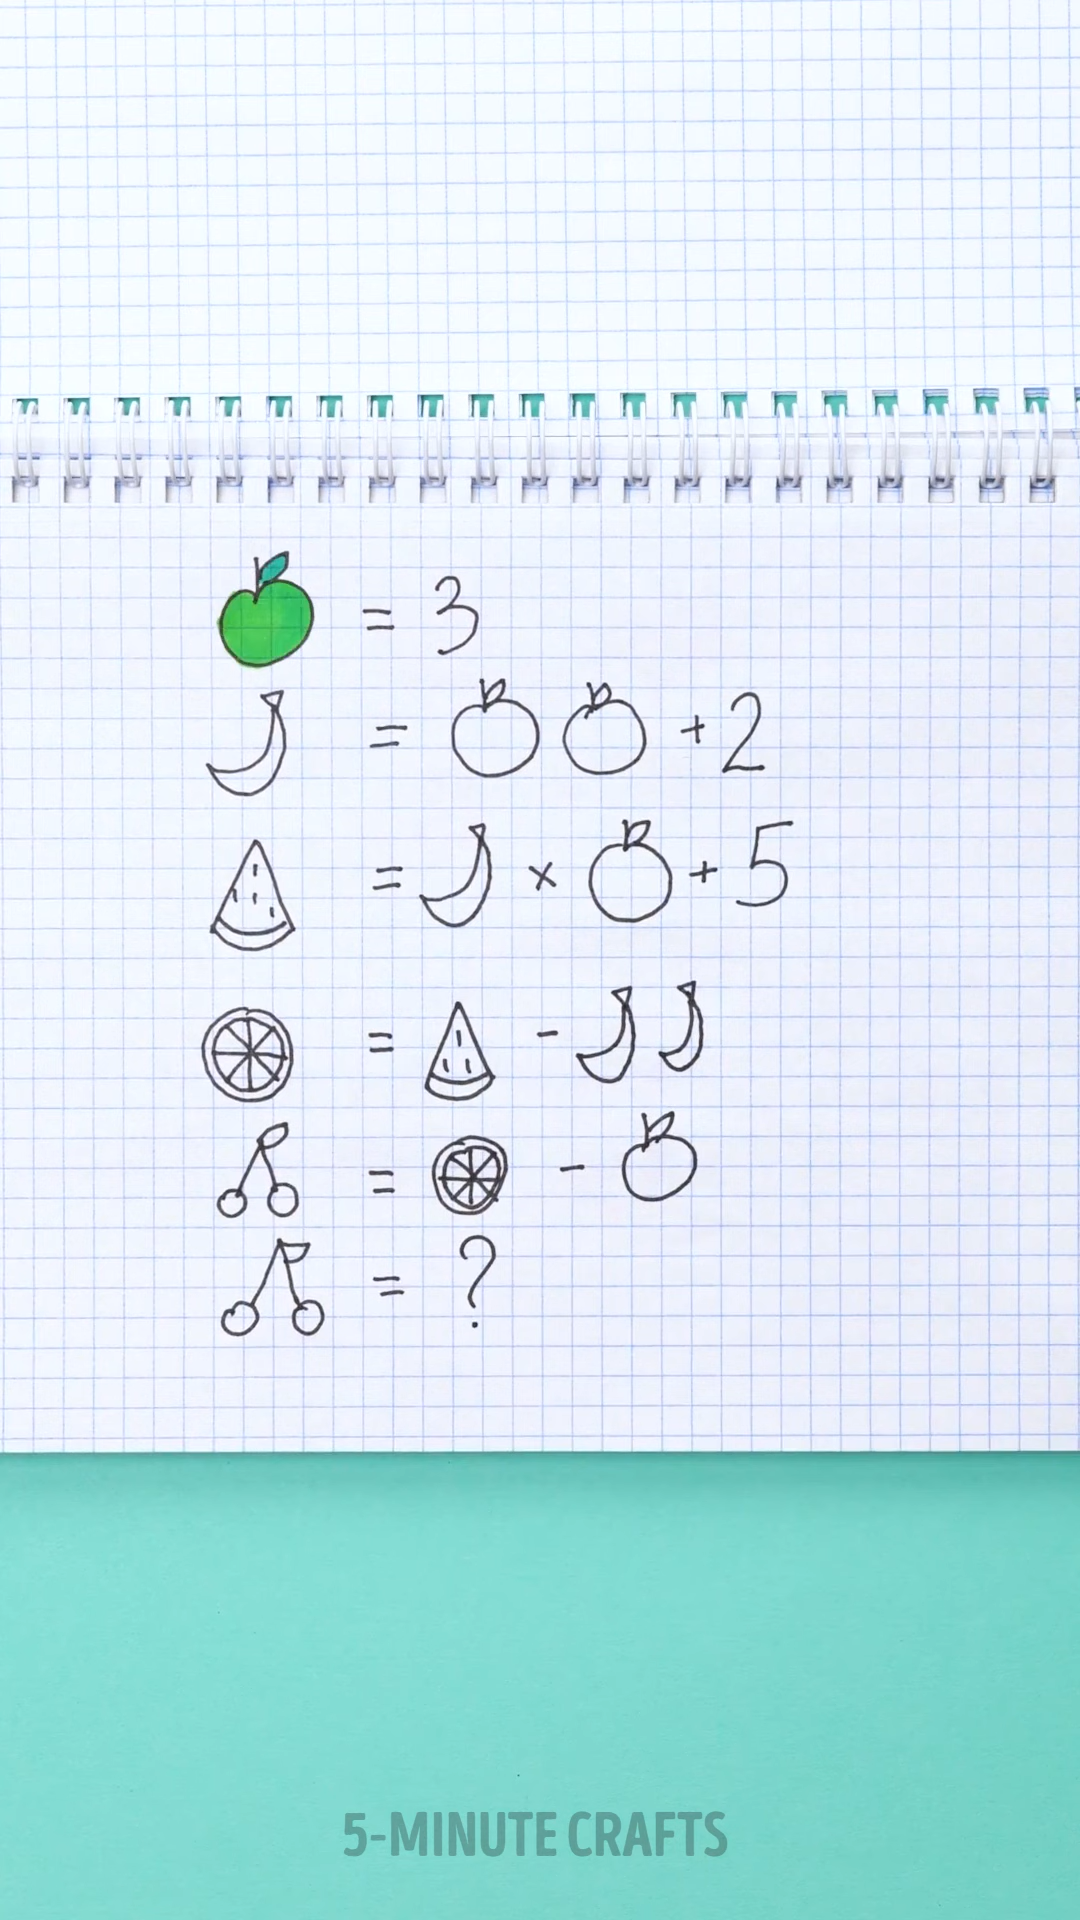 = 3
= + 2
= x + 5
= -
= -
= ?
5-MINUTE CRAFTS